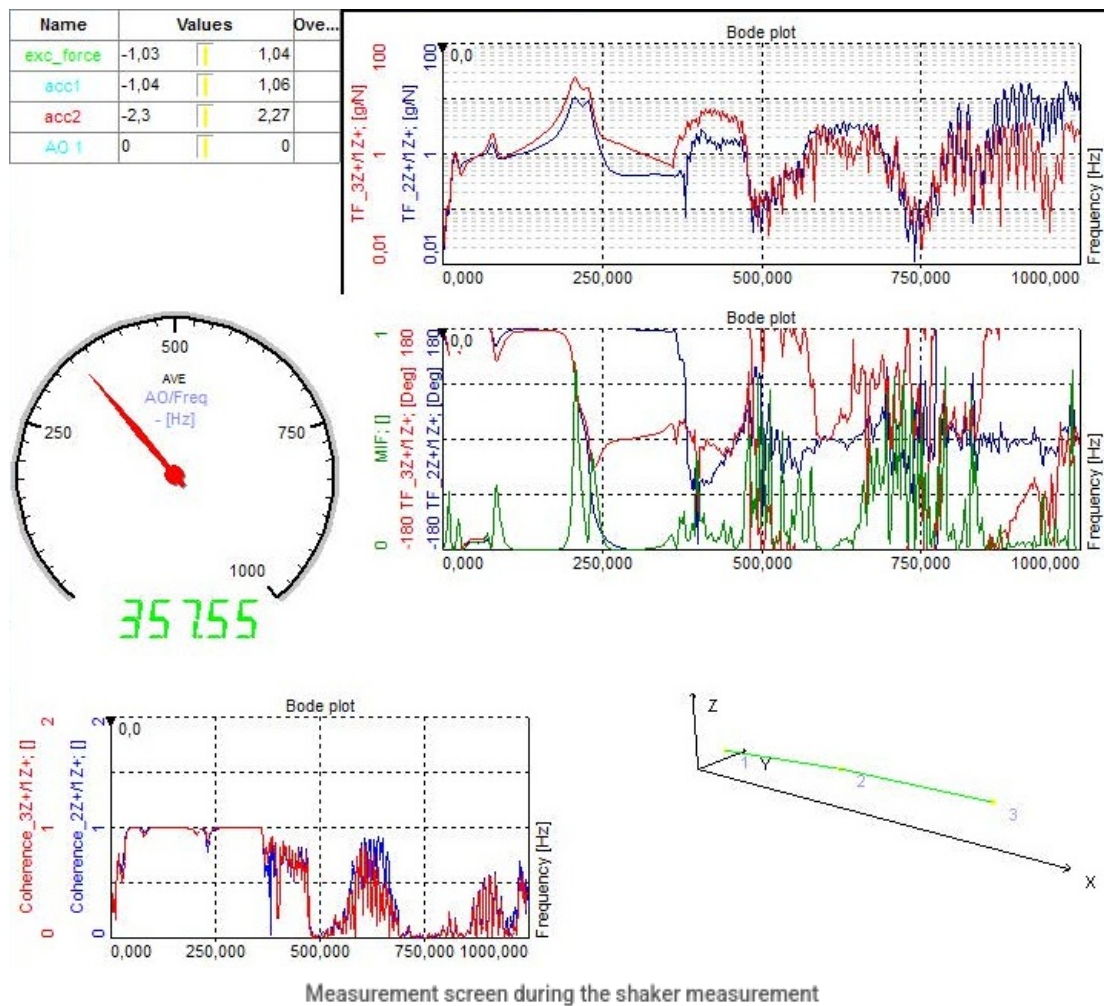 Name Values Ove...
exc_force -1,03 1,04
acc1 -1,04 1,06
acc2 -2,3 2,27
AO 1 0 0
Bode plot
0,0
TF_3Z+/1Z+; [g/N]
0,01 1 100
TF_2Z+/1Z+; [g/N]
0,01 1 100
Frequency [Hz]
0,000 250,000 500,000 750,000 1000,000
250 500 750 1000
AVE
AO/Freq
- [Hz]
357.55
Bode plot
0,0
MIF; []
0 1
-180 TF_3Z+/1Z+; [Deg] 180
-180 TF_2Z+/1Z+; [Deg] 180
Frequency [Hz]
0,000 250,000 500,000 750,000 1000,000
Bode plot
0,0
Coherence_3Z+/1Z+; []
0 1 2
Coherence_2Z+/1Z+; []
0 1 2
Frequency [Hz]
0,000 250,000 500,000 750,000 1000,000
Z
1 Y 2 3
X
Measurement screen during the shaker measurement